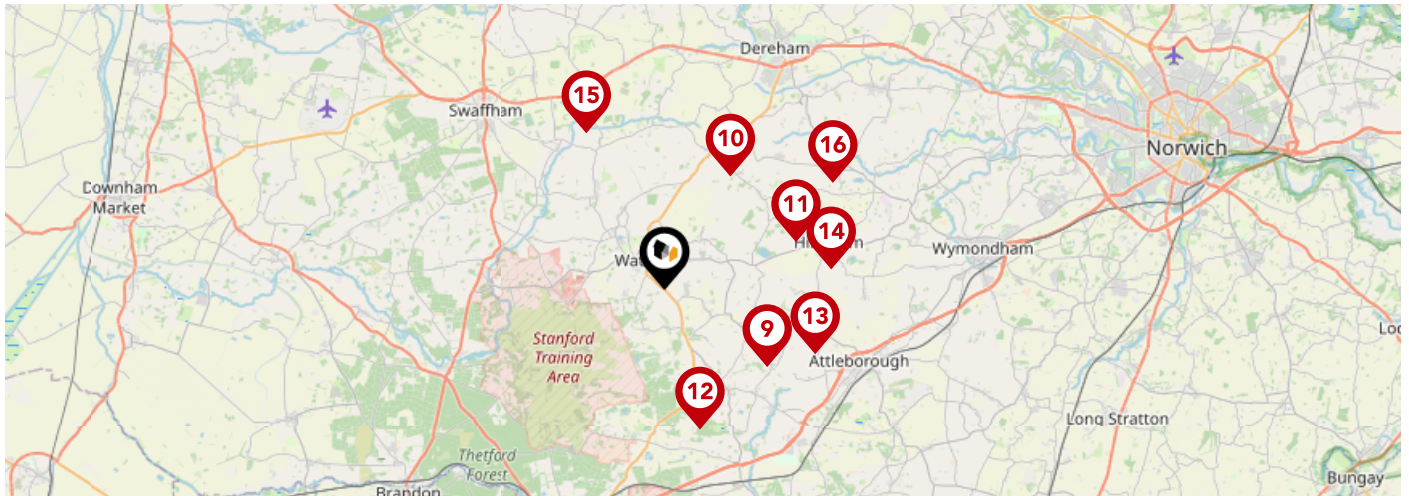 Dereham
15
Swaffham
10
16
Norwich
Downham
Market
11
14
Wymondham
Stanford
Training
Area
9
13
Attleborough
12
Long Stratton
Thetford
Forest
Bungay
Brandon